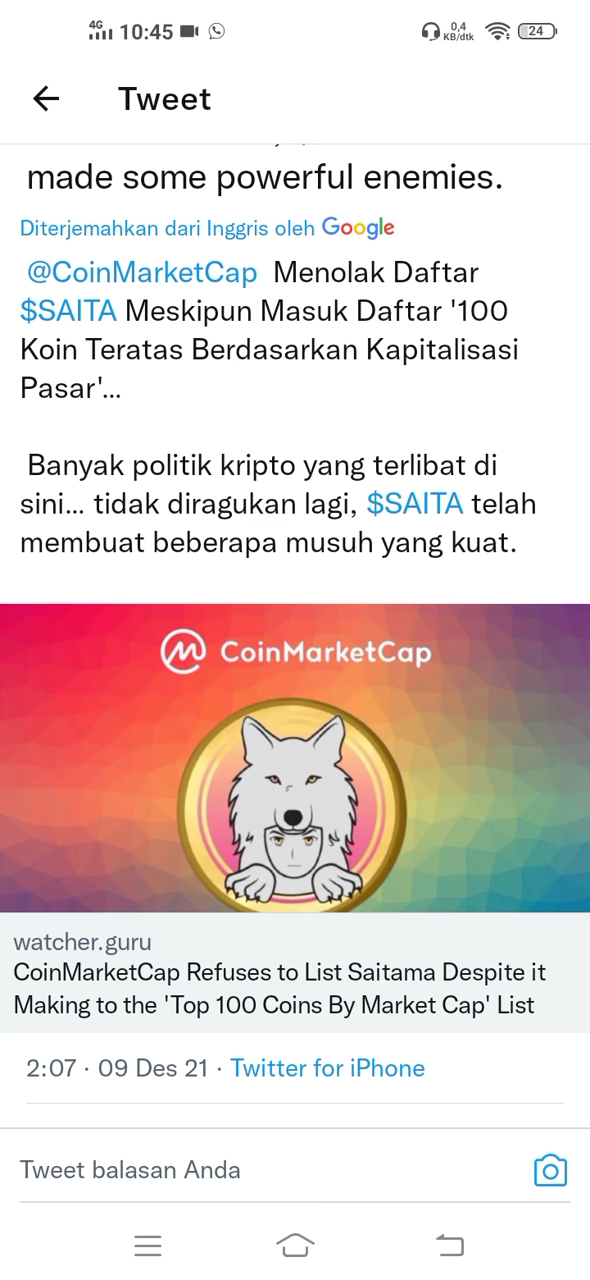 4G 10:45 0,4 KB/dtk 24
Tweet
made some powerful enemies.
Diterjemahkan dari Inggris oleh Google
@CoinMarketCap Menolak Daftar
$SAITA Meskipun Masuk Daftar '100
Koin Teratas Berdasarkan Kapitalisasi
Pasar'...
Banyak politik kripto yang terlibat di
sini... tidak diragukan lagi, $SAITA telah
membuat beberapa musuh yang kuat.
CoinMarketCap
watcher.guru
CoinMarketCap Refuses to List Saitama Despite it
Making to the 'Top 100 Coins By Market Cap' List
2:07 · 09 Des 21 · Twitter for iPhone
Tweet balasan Anda